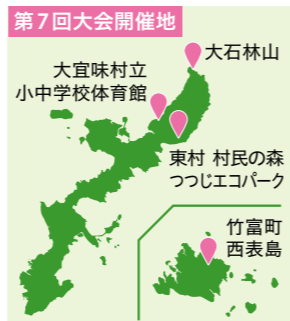 第7回大会開催地
大石林山
大宜味村立
小中学校体育館
東村 村民の森
つつじエコパーク
竹富町
西表島